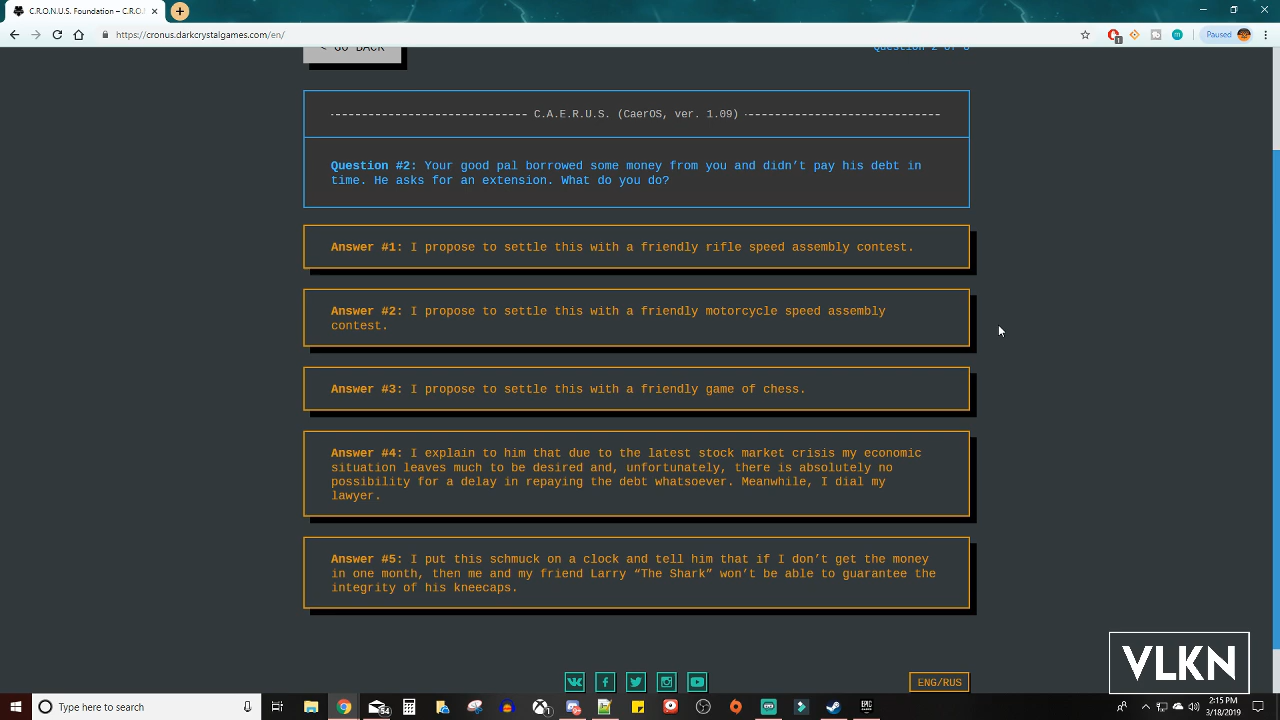 C.R.O.N.U.S. Foundation – C.R.O.
https://cronus.darkcrystalgames.com/en/
Paused
< GO BACK
Question 2 of 8
C.A.E.R.U.S. (CaerOS, ver. 1.09)
Question #2: Your good pal borrowed some money from you and didn’t pay his debt in
time. He asks for an extension. What do you do?
Answer #1: I propose to settle this with a friendly rifle speed assembly contest.
Answer #2: I propose to settle this with a friendly motorcycle speed assembly
contest.
Answer #3: I propose to settle this with a friendly game of chess.
Answer #4: I explain to him that due to the latest stock market crisis my economic
situation leaves much to be desired and, unfortunately, there is absolutely no
possibility for a delay in repaying the debt whatsoever. Meanwhile, I dial my
lawyer.
Answer #5: I put this schmuck on a clock and tell him that if I don’t get the money
in one month, then me and my friend Larry “The Shark” won’t be able to guarantee the
integrity of his kneecaps.
VLKN
ENG/RUS
Type here to search
54
2:15 PM
3/18/2019